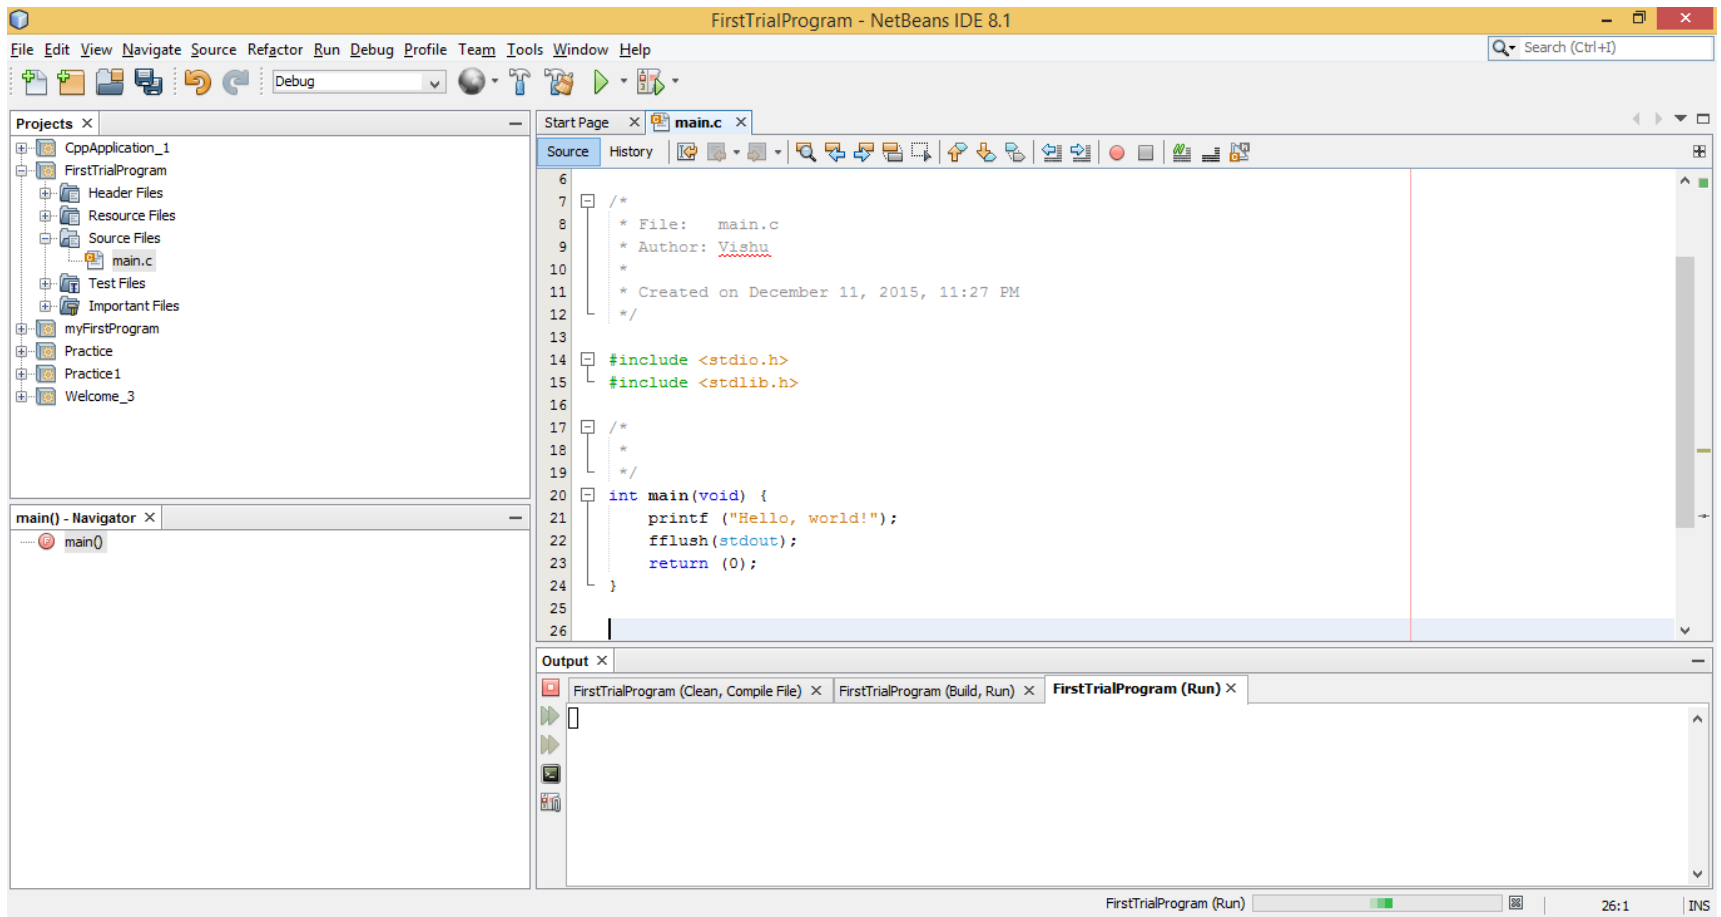 FirstTrialProgram - NetBeans IDE 8.1
File Edit View Navigate Source Refactor Run Debug Profile Team Tools Window Help
Search (Ctrl+I)
Debug
Projects
CppApplication_1
FirstTrialProgram
Header Files
Resource Files
Source Files
main.c
Test Files
Important Files
myFirstProgram
Practice
Practice1
Welcome_3
main() - Navigator
main()
Start Page main.c
Source History
6
7 /*
8 * File:   main.c
9 * Author: Vishu
10 *
11 * Created on December 11, 2015, 11:27 PM
12 */
13
14 #include <stdio.h>
15 #include <stdlib.h>
16
17 /*
18 *
19 */
20 int main(void) {
21     printf ("Hello, world!");
22     fflush(stdout);
23     return (0);
24 }
25
26
Output
FirstTrialProgram (Clean, Compile File) FirstTrialProgram (Build, Run) FirstTrialProgram (Run)
FirstTrialProgram (Run) 26:1 INS